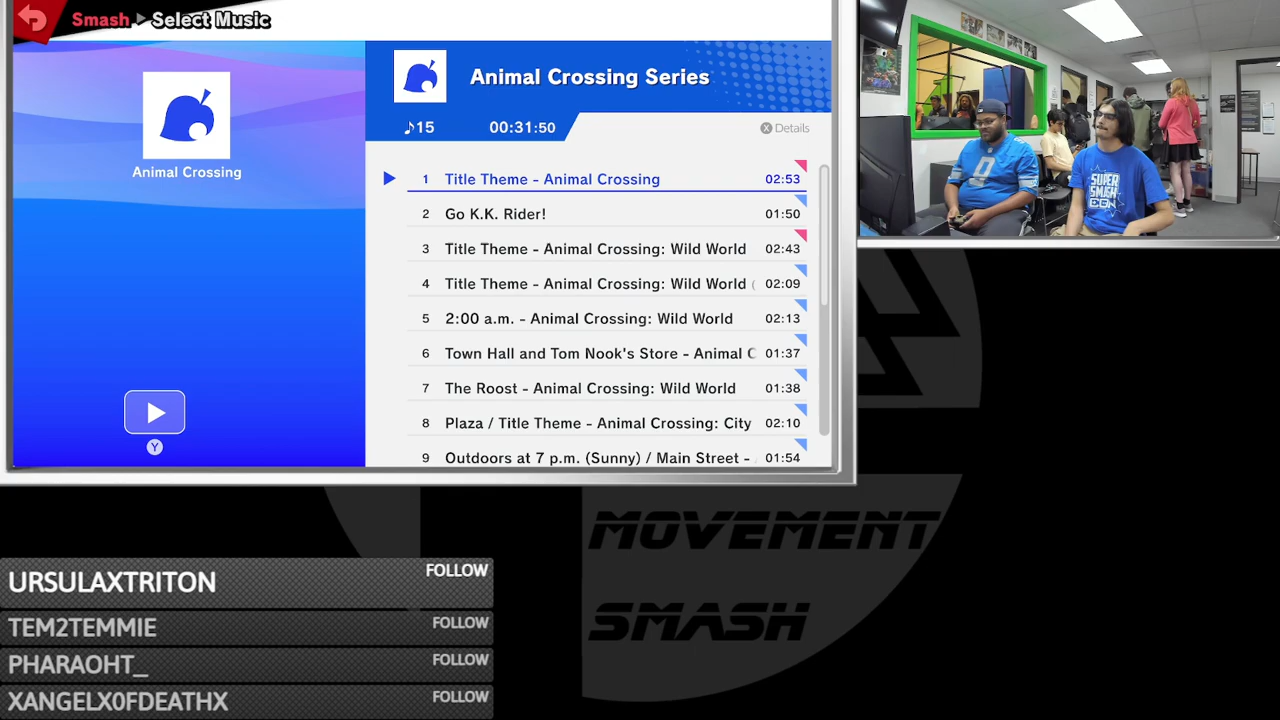 Smash ▶ Select Music
Animal Crossing
Y
Animal Crossing Series
♪15 00:31:50 X Details
1 Title Theme - Animal Crossing 02:53
2 Go K.K. Rider! 01:50
3 Title Theme - Animal Crossing: Wild World 02:43
4 Title Theme - Animal Crossing: Wild World ( 02:09
5 2:00 a.m. - Animal Crossing: Wild World 02:13
6 Town Hall and Tom Nook's Store - Animal C 01:37
7 The Roost - Animal Crossing: Wild World 01:38
8 Plaza / Title Theme - Animal Crossing: City 02:10
9 Outdoors at 7 p.m. (Sunny) / Main Street - 01:54
SUPER
SMASH
CON
MOVEMENT
SMASH
URSULAXTRITON FOLLOW
TEM2TEMMIE FOLLOW
PHARAOHT_ FOLLOW
XANGELX0FDEATHX FOLLOW